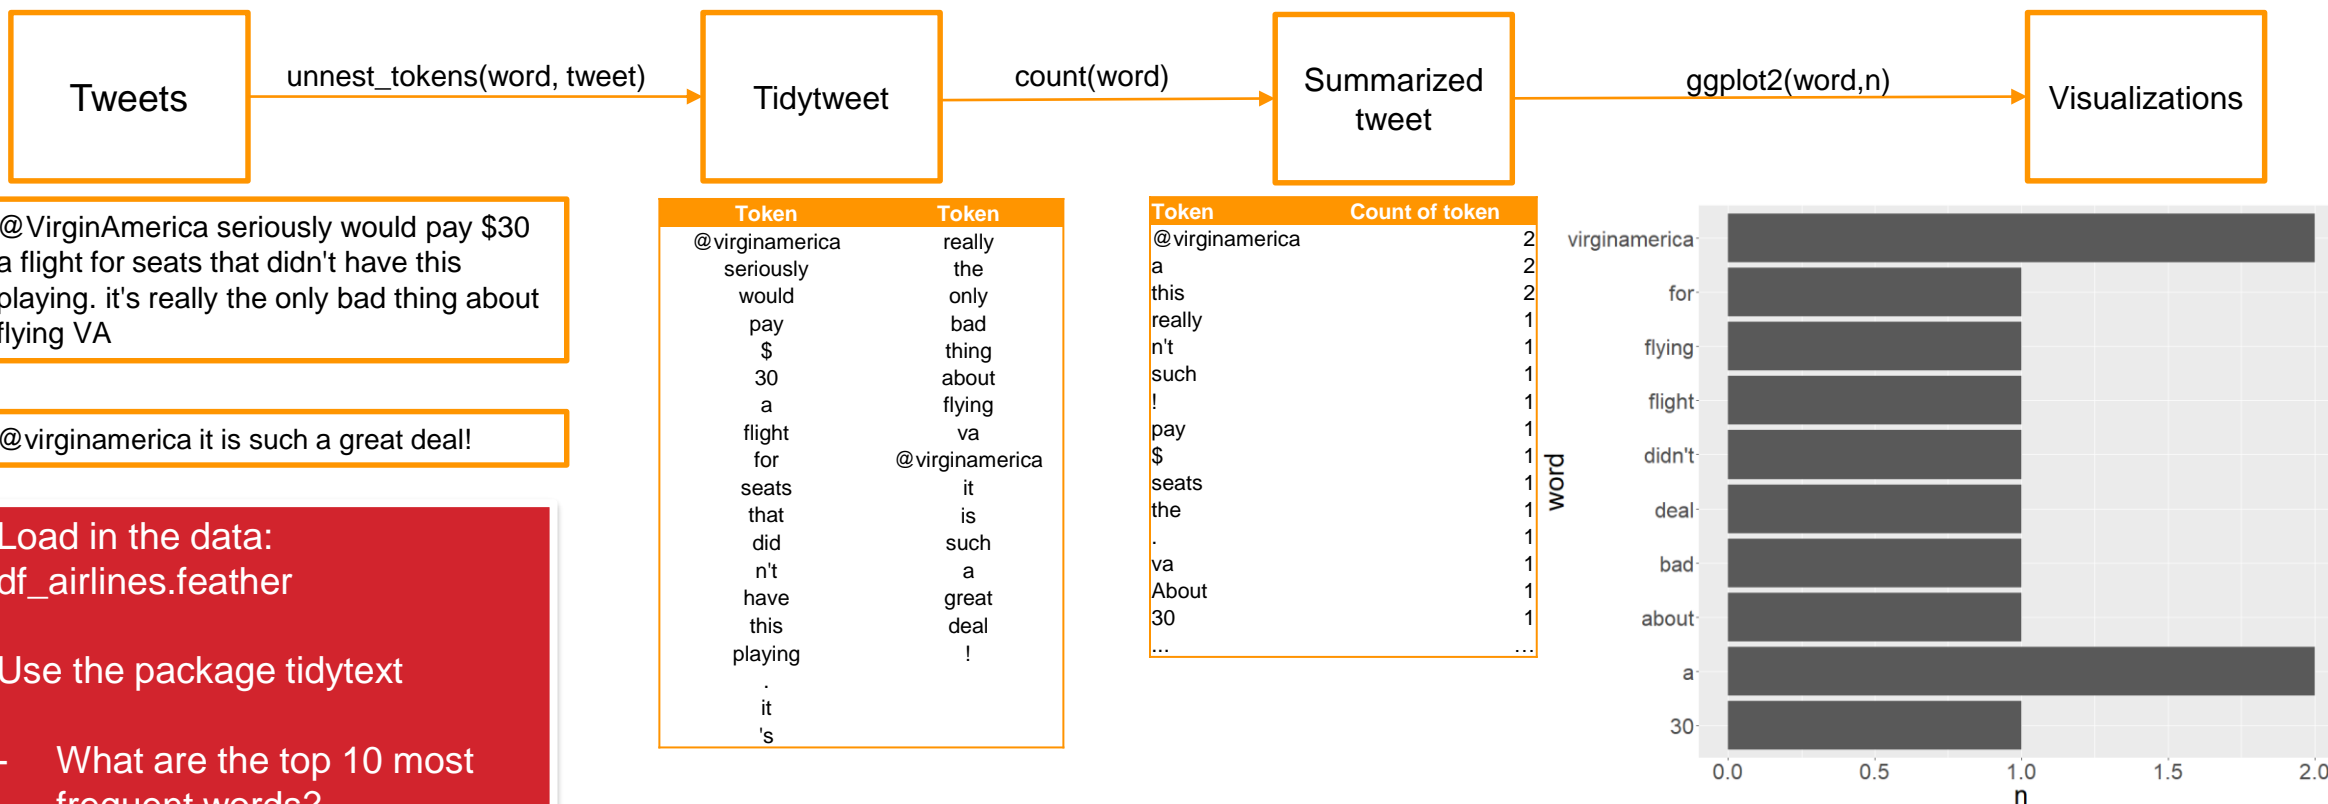 Tweets
unnest_tokens(word, tweet)
Tidytweet
count(word)
Summarized
tweet
ggplot2(word,n)
Visualizations
@VirginAmerica seriously would pay $30
a flight for seats that didn't have this
playing. it's really the only bad thing about
flying VA
@virginamerica it is such a great deal!
Load in the data:
df_airlines.feather
Use the package tidytext
- What are the top 10 most
frequent words?
Token Token
@virginamerica really
seriously the
would only
pay bad
$ thing
30 about
a flying
flight va
for @virginamerica
seats it
that is
did such
n't a
have great
this deal
playing !
.
it
's
Token Count of token
@virginamerica 2
a 2
this 2
really 1
n't 1
such 1
! 1
pay 1
$ 1
seats 1
the 1
. 1
va 1
About 1
30 1
... ...
word
virginamerica
for
flying
flight
didn't
deal
bad
about
a
30
0.0 0.5 1.0 1.5 2.0
n